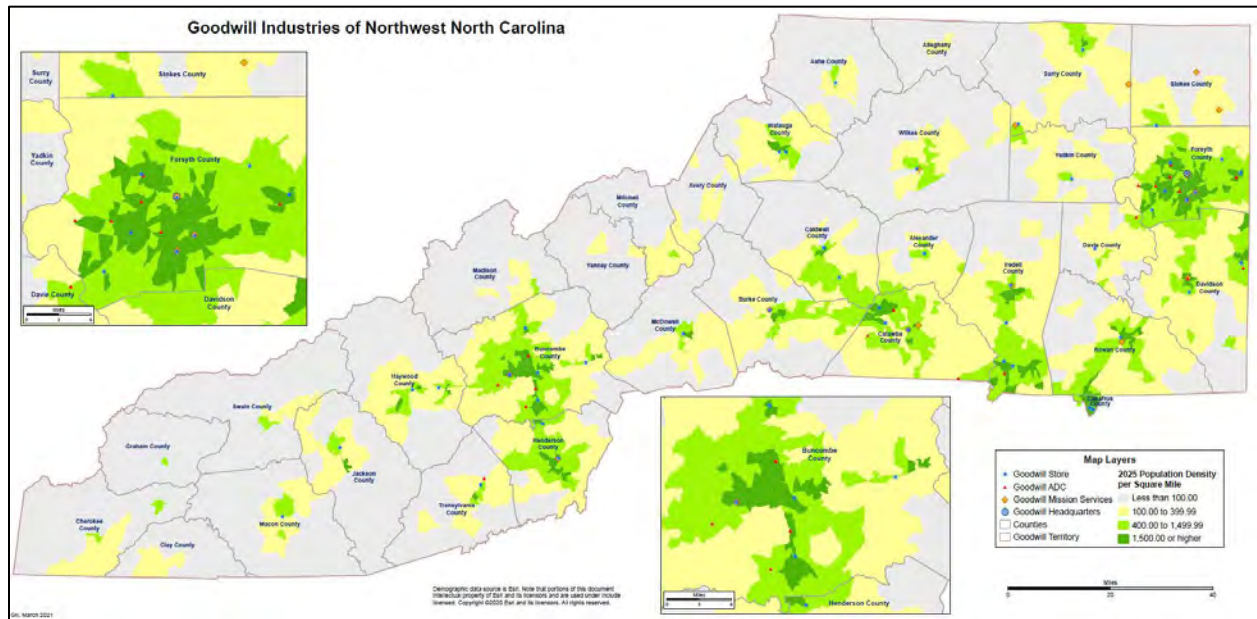 Goodwill Industries of Northwest North Carolina
Surry
County
Stokes County
Yadkin
County
Forsyth County
Davie County
Davidson
County
Miles
Ashe County
Alleghany
County
Surry County
Stokes County
Watauga
County
Wilkes County
Yadkin
County
Forsyth
County
Avery County
Mitchell
County
Caldwell
County
Alexander
County
Iredell
County
Davie County
Davidson
County
Madison
County
Yancey County
Burke County
McDowell
County
Catawba
County
Rowan County
Cabarrus
County
Buncombe
County
Haywood
County
Swain County
Henderson
County
Graham County
Jackson
County
Transylvania
County
Macon County
Cherokee
County
Clay County
Buncombe
County
Henderson County
Miles
Map Layers
Goodwill Store
Goodwill ADC
Goodwill Mission Services
Goodwill Headquarters
Counties
Goodwill Territory
2025 Population Density
per Square Mile
Less than 100.00
100.00 to 399.99
400.00 to 1,499.99
1,500.00 or higher
Miles
0 20 40
Demographic data source is Esri. Note that portions of this document
intellectual property of Esri and its licensors and are used under include
licensed. Copyright ©2020 Esri and its licensors. All rights reserved.
March 2021